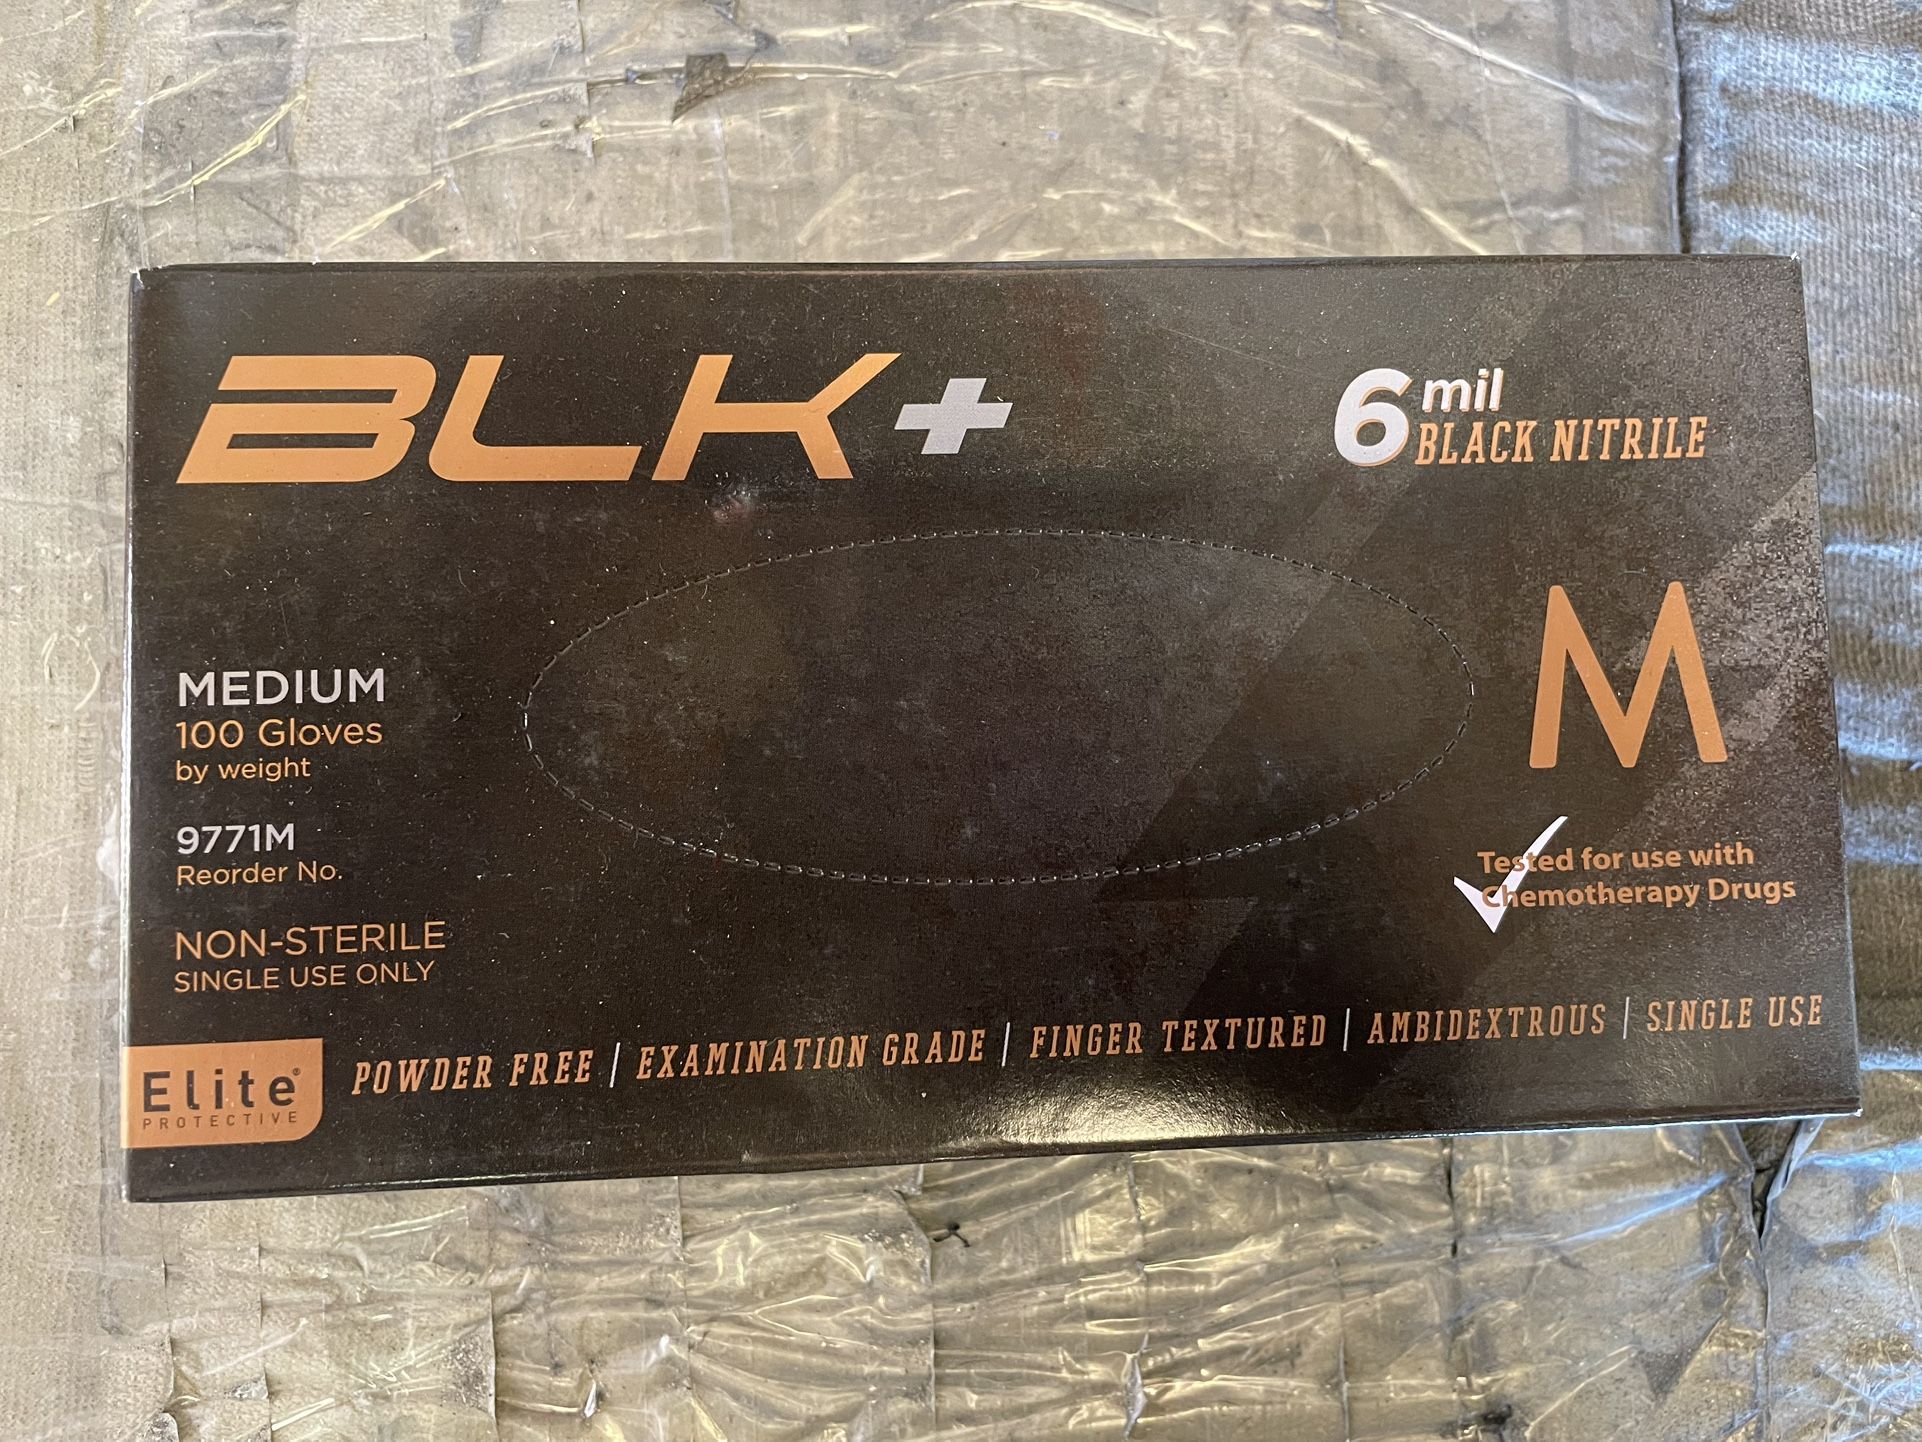 BLK+
6 mil
BLACK NITRILE
MEDIUM
100 Gloves
by weight
9771M
Reorder No.
NON-STERILE
SINGLE USE ONLY
M
Tested for use with
Chemotherapy Drugs
Elite®
PROTECTIVE
POWDER FREE | EXAMINATION GRADE | FINGER TEXTURED | AMBIDEXTROUS | SINGLE USE